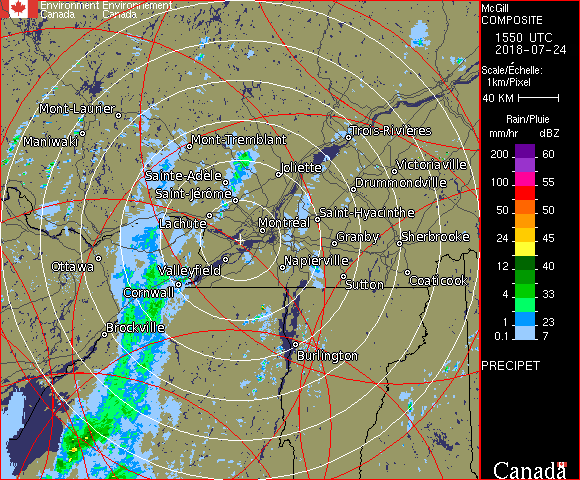 Environment Environnement
Canada Canada
McGill
COMPOSITE
1550 UTC
2018-07-24
Scale/Échelle:
1km/Pixel
40 KM
Rain/Pluie
mm/hr dBZ
200 60
55
100 55
50
50 45
24 35
12 40
4 33
1 23
0.1 7
PRECIPET
Mont-Laurier
Maniwaki
Mont-Tremblant
Trois-Rivières
Joliette
Victoriaville
Sainte-Adèle
Drummondville
Saint-Jérôme
Saint-Hyacinthe
Lachute
Montréal
Granby
Sherbrooke
Ottawa
Valleyfield
Napierville
Cornwall
Sutton
Coaticook
Brockville
Burlington
Canada